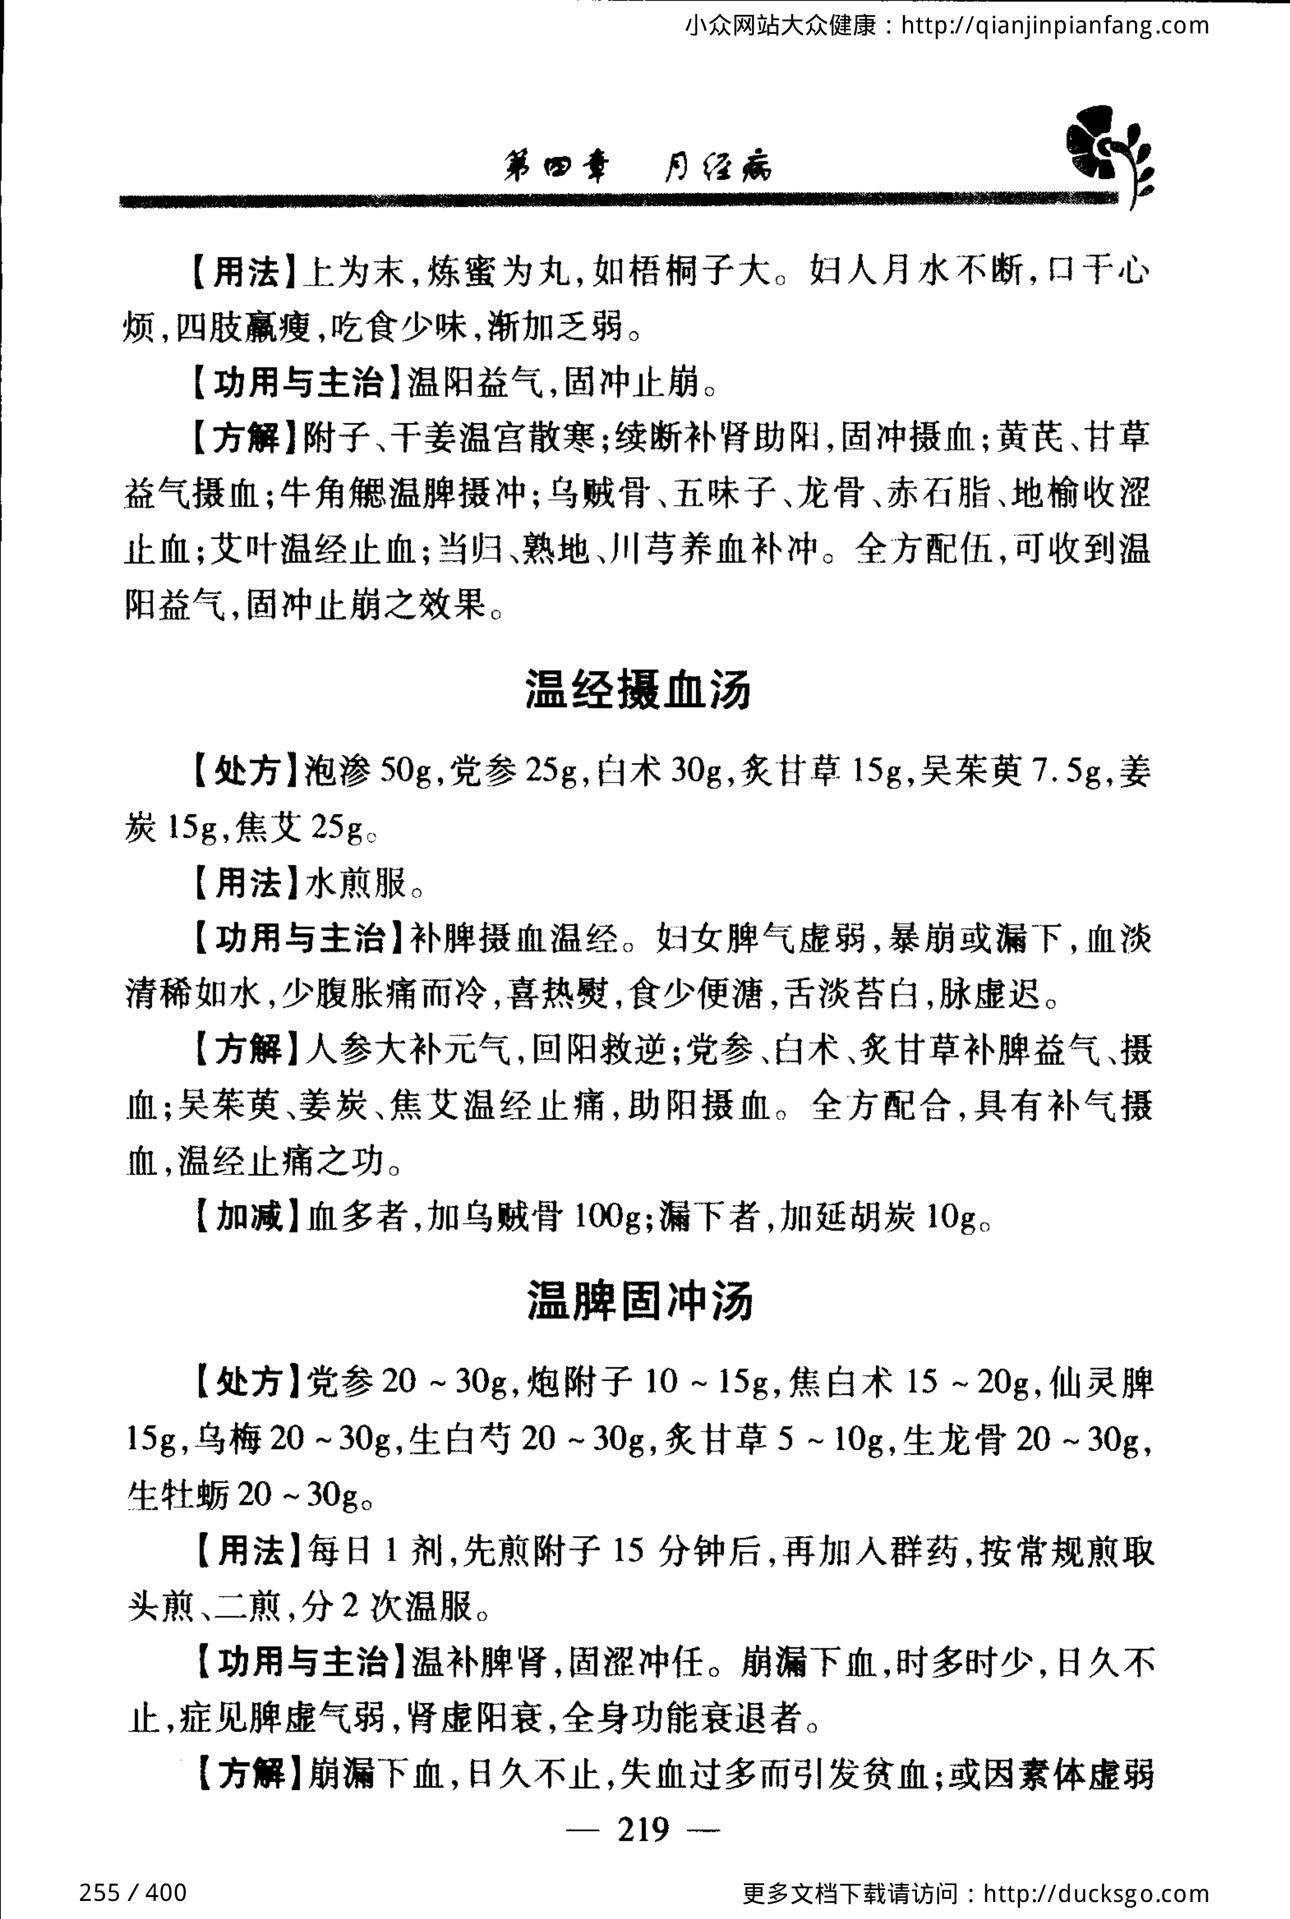 小众网站大众健康：http://qianjinpianfang.com
第四章 月经病
【用法】上为末，炼蜜为丸，如梧桐子大。妇人月水不断，口干心
烦，四肢羸瘦，吃食少味，渐加乏弱。
【功用与主治】温阳益气，固冲止崩。
【方解】附子、干姜温宫散寒；续断补肾助阳，固冲摄血；黄芪、甘草
益气摄血；牛角鰓温脾摄冲；乌贼骨、五味子、龙骨、赤石脂、地榆收涩
止血；艾叶温经止血；当归、熟地、川芎养血补冲。全方配伍，可收到温
阳益气，固冲止崩之效果。
温经摄血汤
【处方】泡渗 50g，党参 25g，白术 30g，炙甘草 15g，吴茱萸 7.5g，姜
炭 15g，焦艾 25g。
【用法】水煎服。
【功用与主治】补脾摄血温经。妇女脾气虚弱，暴崩或漏下，血淡
清稀如水，少腹胀痛而冷，喜热熨，食少便溏，舌淡苔白，脉虚迟。
【方解】人参大补元气，回阳救逆；党参、白术、炙甘草补脾益气、摄
血；吴茱萸、姜炭、焦艾温经止痛，助阳摄血。全方配合，具有补气摄
血，温经止痛之功。
【加减】血多者，加乌贼骨 100g；漏下者，加延胡炭 10g。
温脾固冲汤
【处方】党参 20～30g，炮附子 10～15g，焦白术 15～20g，仙灵脾
15g，乌梅 20～30g，生白芍 20～30g，炙甘草 5～10g，生龙骨 20～30g，
生牡蛎 20～30g。
【用法】每日 1 剂，先煎附子 15 分钟后，再加入群药，按常规煎取
头煎、二煎，分 2 次温服。
【功用与主治】温补脾肾，固涩冲任。崩漏下血，时多时少，日久不
止，症见脾虚气弱，肾虚阳衰，全身功能衰退者。
【方解】崩漏下血，日久不止，失血过多而引发贫血；或因素体虚弱
— 219 —
255 / 400
更多文档下载请访问：http://ducksgo.com